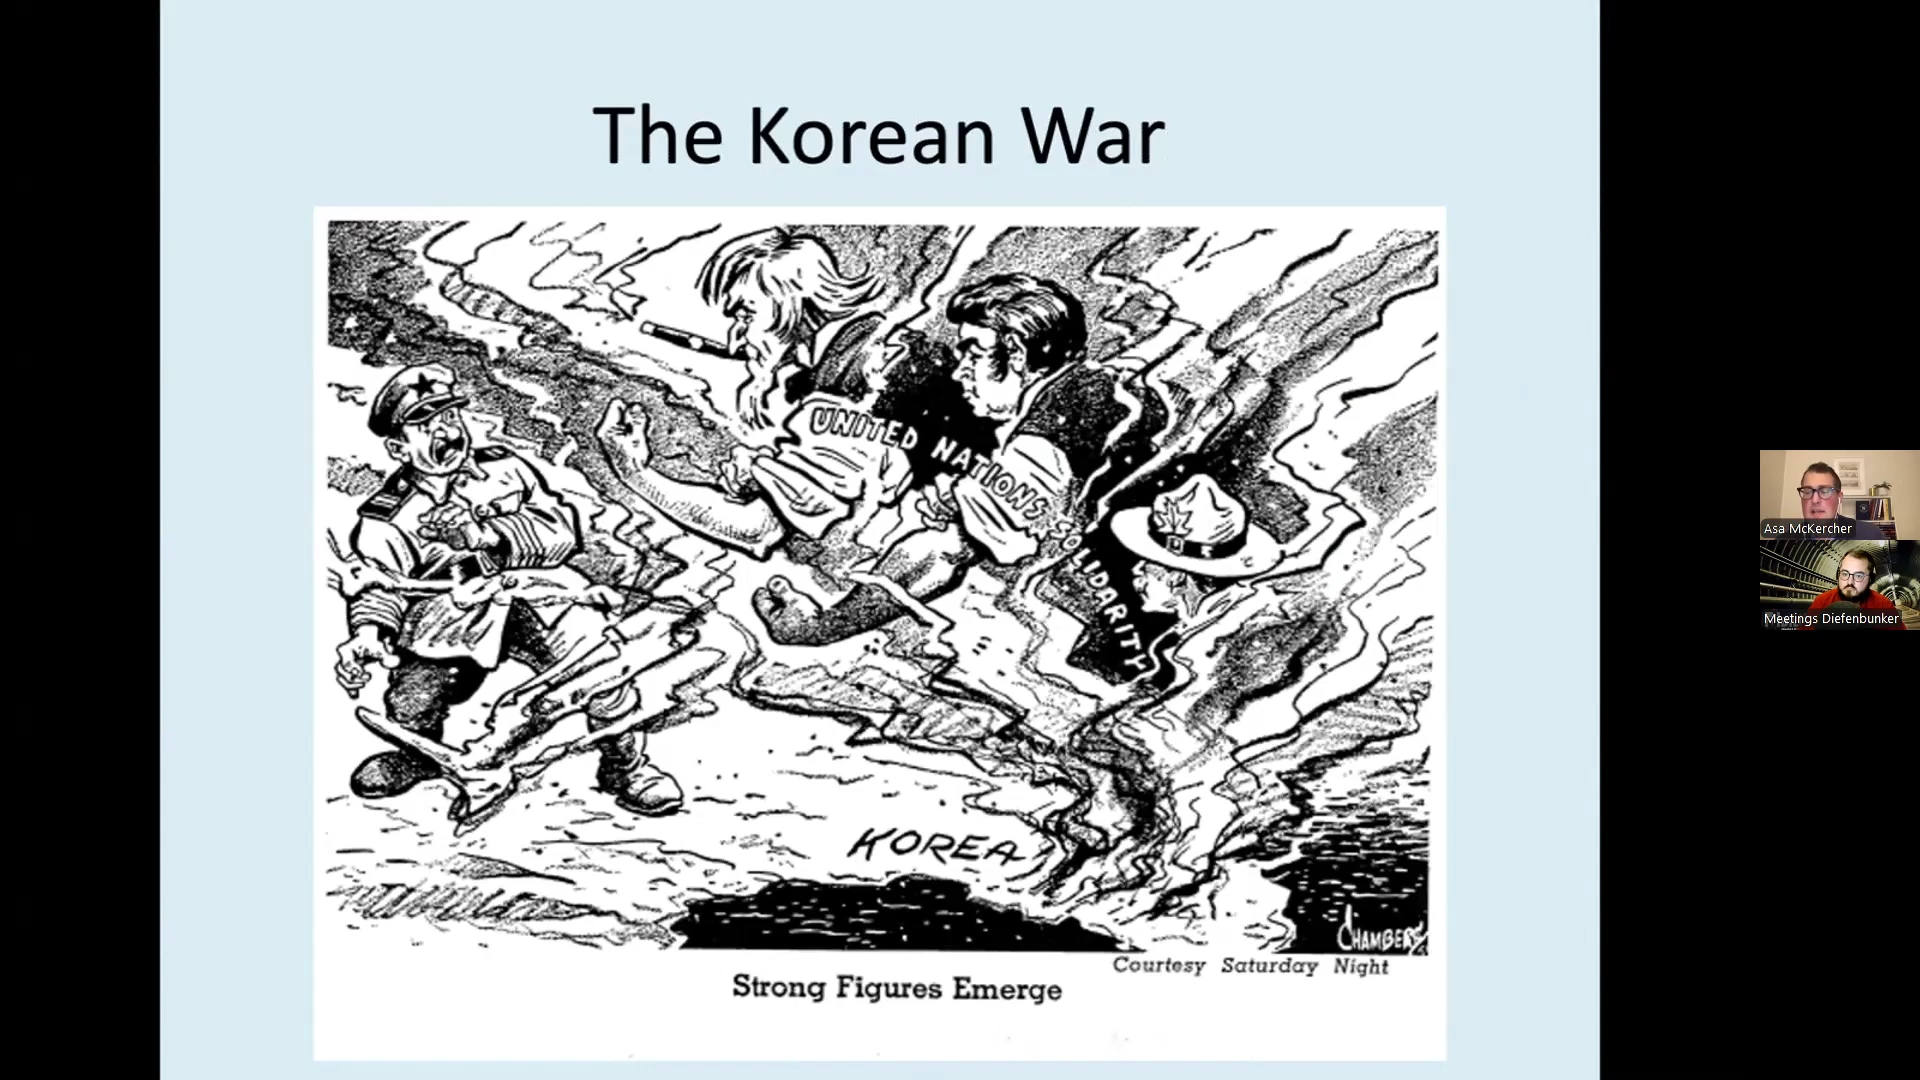 The Korean War
UNITED NATIONS SOLIDARITY
KOREA
CHAMBERS
Courtesy Saturday Night
Strong Figures Emerge
Asa McKercher
Meetings Diefenbunker